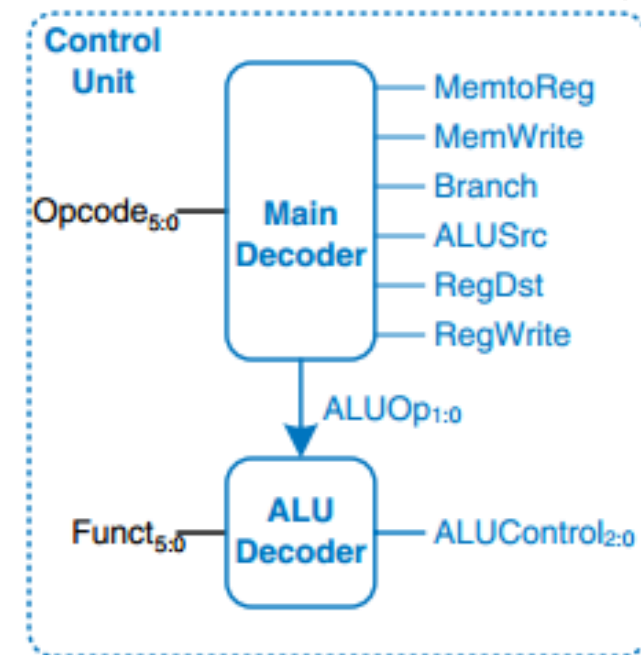 Control
Unit
MemtoReg
MemWrite
Branch
ALUSrc
RegDst
RegWrite
Opcode5:0
Main
Decoder
ALUOp1:0
Funct5:0
ALU
Decoder
ALUControl2:0